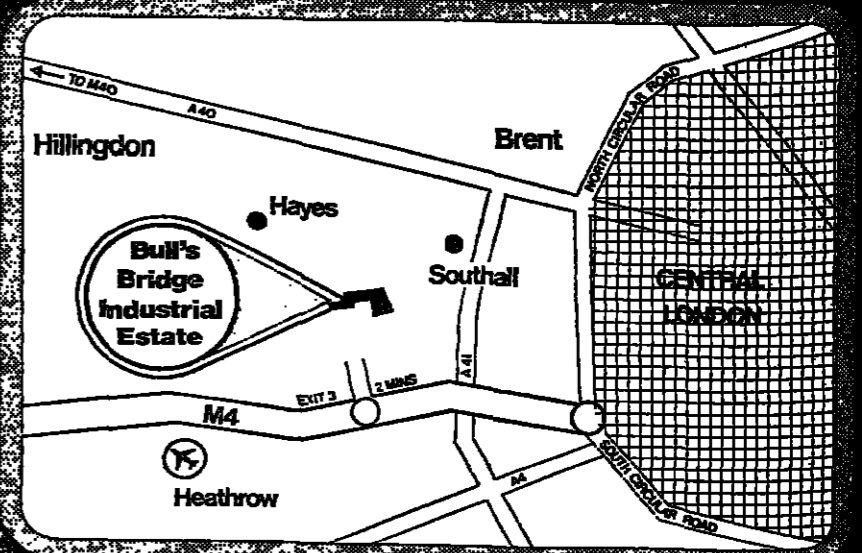 ← TO M40
A40
NORTH CIRCULAR ROAD
Hillingdon
Brent
Hayes
Southall
Bull's
Bridge
Industrial
Estate
CENTRAL
LONDON
A41
EXIT 3
2 MINS
M4
Heathrow
A4
SOUTH CIRCULAR ROAD